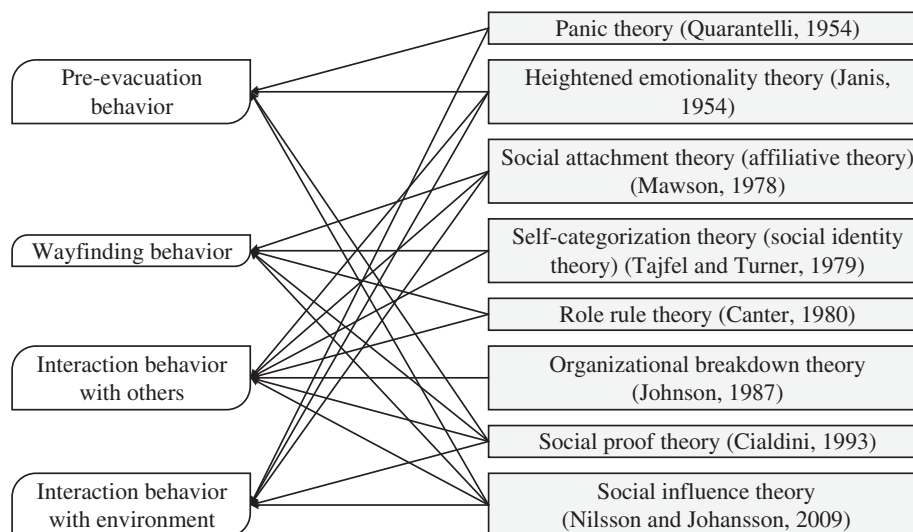 Pre-evacuation
behavior
Wayfinding behavior
Interaction behavior
with others
Interaction behavior
with environment
Panic theory (Quarantelli, 1954)
Heightened emotionality theory (Janis,
1954)
Social attachment theory (affiliative theory)
(Mawson, 1978)
Self-categorization theory (social identity
theory) (Tajfel and Turner, 1979)
Role rule theory (Canter, 1980)
Organizational breakdown theory
(Johnson, 1987)
Social proof theory (Cialdini, 1993)
Social influence theory
(Nilsson and Johansson, 2009)